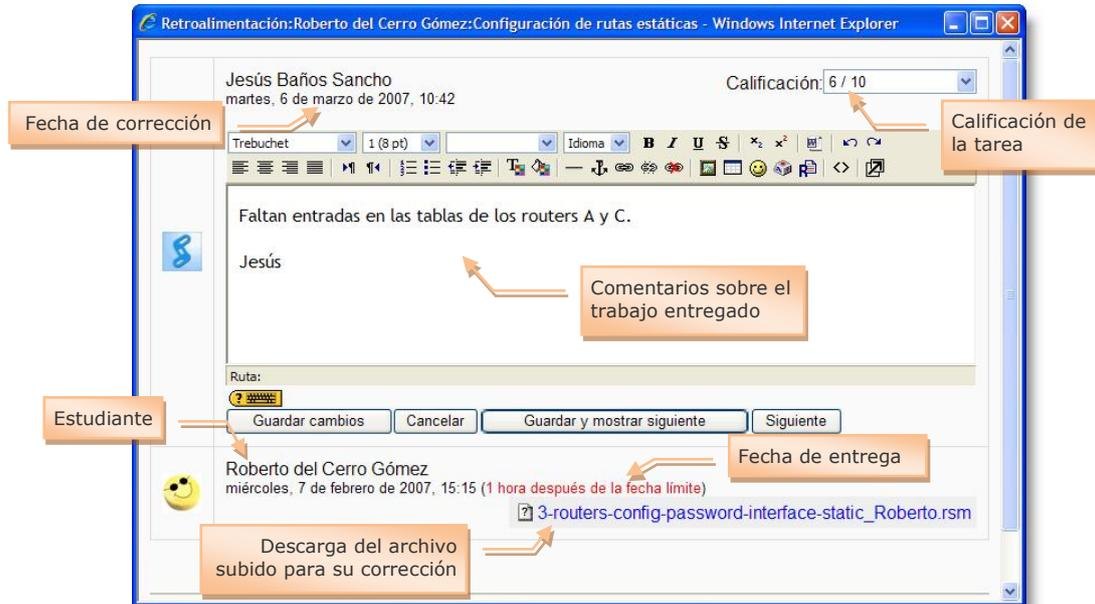 Retroalimentación:Roberto del Cerro Gómez:Configuración de rutas estáticas - Windows Internet Explorer
Jesús Baños Sancho
martes, 6 de marzo de 2007, 10:42
Calificación: 6 / 10
Fecha de corrección
Calificación de
la tarea
Trebuchet 1 (8 pt) Idioma B I U S x₂ x²
Faltan entradas en las tablas de los routers A y C.
Jesús
Comentarios sobre el
trabajo entregado
Ruta:
Estudiante
Guardar cambios Cancelar Guardar y mostrar siguiente Siguiente
Fecha de entrega
Roberto del Cerro Gómez
miércoles, 7 de febrero de 2007, 15:15 (1 hora después de la fecha límite)
3-routers-config-password-interface-static_Roberto.rsm
Descarga del archivo
subido para su corrección